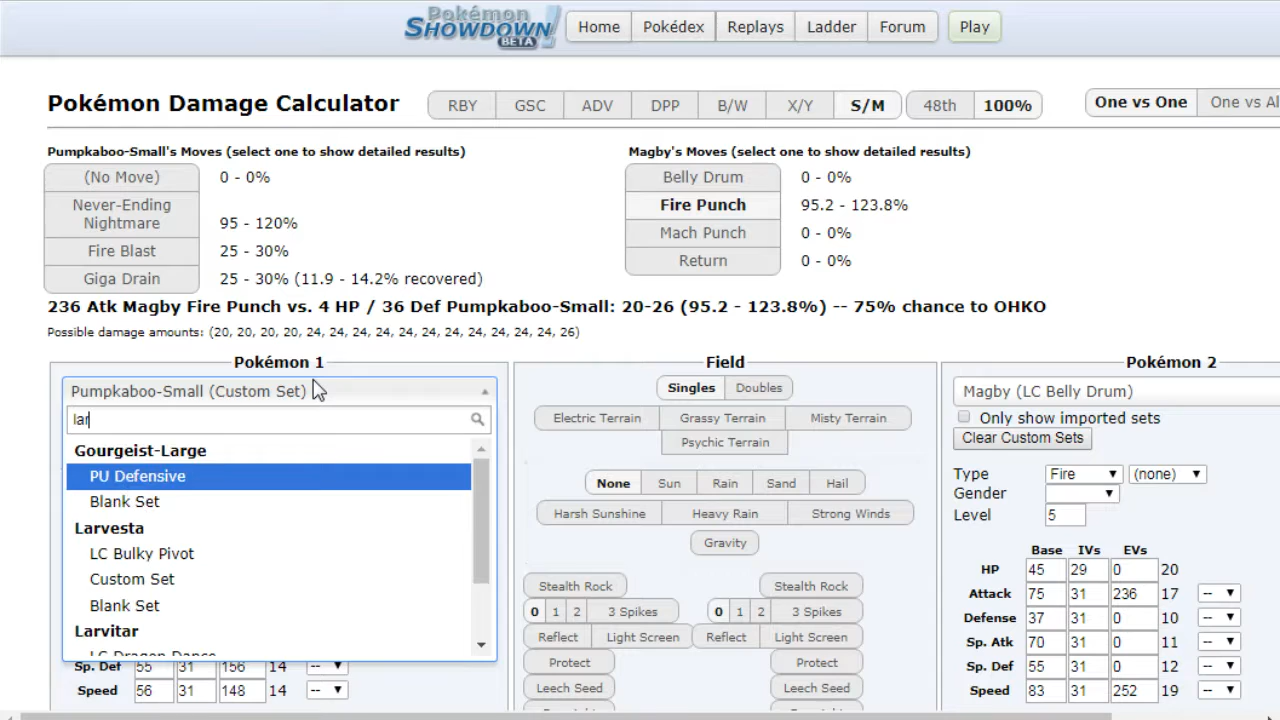 Pokémon
SHOWDOWN!
BETA
Home Pokédex Replays Ladder Forum Play
Pokémon Damage Calculator RBY GSC ADV DPP B/W X/Y S/M 48th 100% One vs One One vs Al
Pumpkaboo-Small's Moves (select one to show detailed results)
(No Move) 0 - 0%
Never-Ending
Nightmare 95 - 120%
Fire Blast 25 - 30%
Giga Drain 25 - 30% (11.9 - 14.2% recovered)
Magby's Moves (select one to show detailed results)
Belly Drum 0 - 0%
Fire Punch 95.2 - 123.8%
Mach Punch 0 - 0%
Return 0 - 0%
236 Atk Magby Fire Punch vs. 4 HP / 36 Def Pumpkaboo-Small: 20-26 (95.2 - 123.8%) -- 75% chance to OHKO
Possible damage amounts: (20, 20, 20, 20, 24, 24, 24, 24, 24, 24, 24, 24, 24, 24, 24, 26)
Pokémon 1
Pumpkaboo-Small (Custom Set)
lar
Gourgeist-Large
PU Defensive
Blank Set
Larvesta
LC Bulky Pivot
Custom Set
Blank Set
Larvitar
LC Dragon Dance
Sp. Def 55 31 156 14 --
Speed 56 31 148 14 --
Field
Singles Doubles
Electric Terrain Grassy Terrain Misty Terrain
Psychic Terrain
None Sun Rain Sand Hail
Harsh Sunshine Heavy Rain Strong Winds
Gravity
Stealth Rock Stealth Rock
0 1 2 3 Spikes 0 1 2 3 Spikes
Reflect Light Screen Reflect Light Screen
Protect Protect
Leech Seed Leech Seed
Pokémon 2
Magby (LC Belly Drum)
Only show imported sets
Clear Custom Sets
Type Fire (none)
Gender
Level 5
Base IVs EVs
HP 45 29 0 20
Attack 75 31 236 17 --
Defense 37 31 0 10 --
Sp. Atk 70 31 0 11 --
Sp. Def 55 31 0 12 --
Speed 83 31 252 19 --